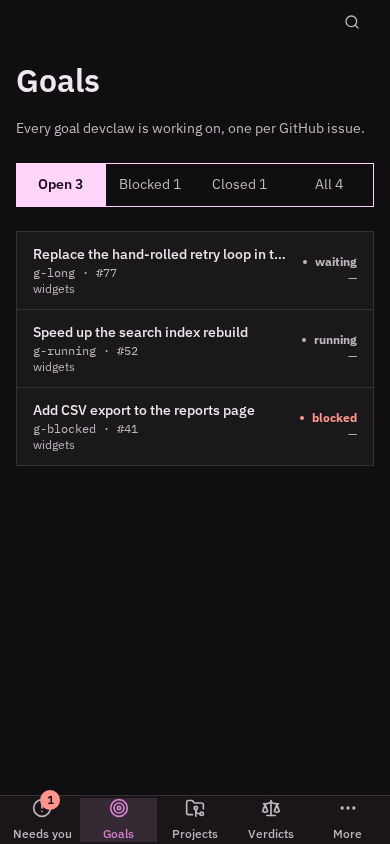 Goals
Every goal devclaw is working on, one per GitHub issue.
Open 3 Blocked 1 Closed 1 All 4
Replace the hand-rolled retry loop in t...
• waiting
g-long · #77
—
widgets
Speed up the search index rebuild
• running
g-running · #52
—
widgets
Add CSV export to the reports page
• blocked
g-blocked · #41
—
widgets
1
Needs you Goals Projects Verdicts More